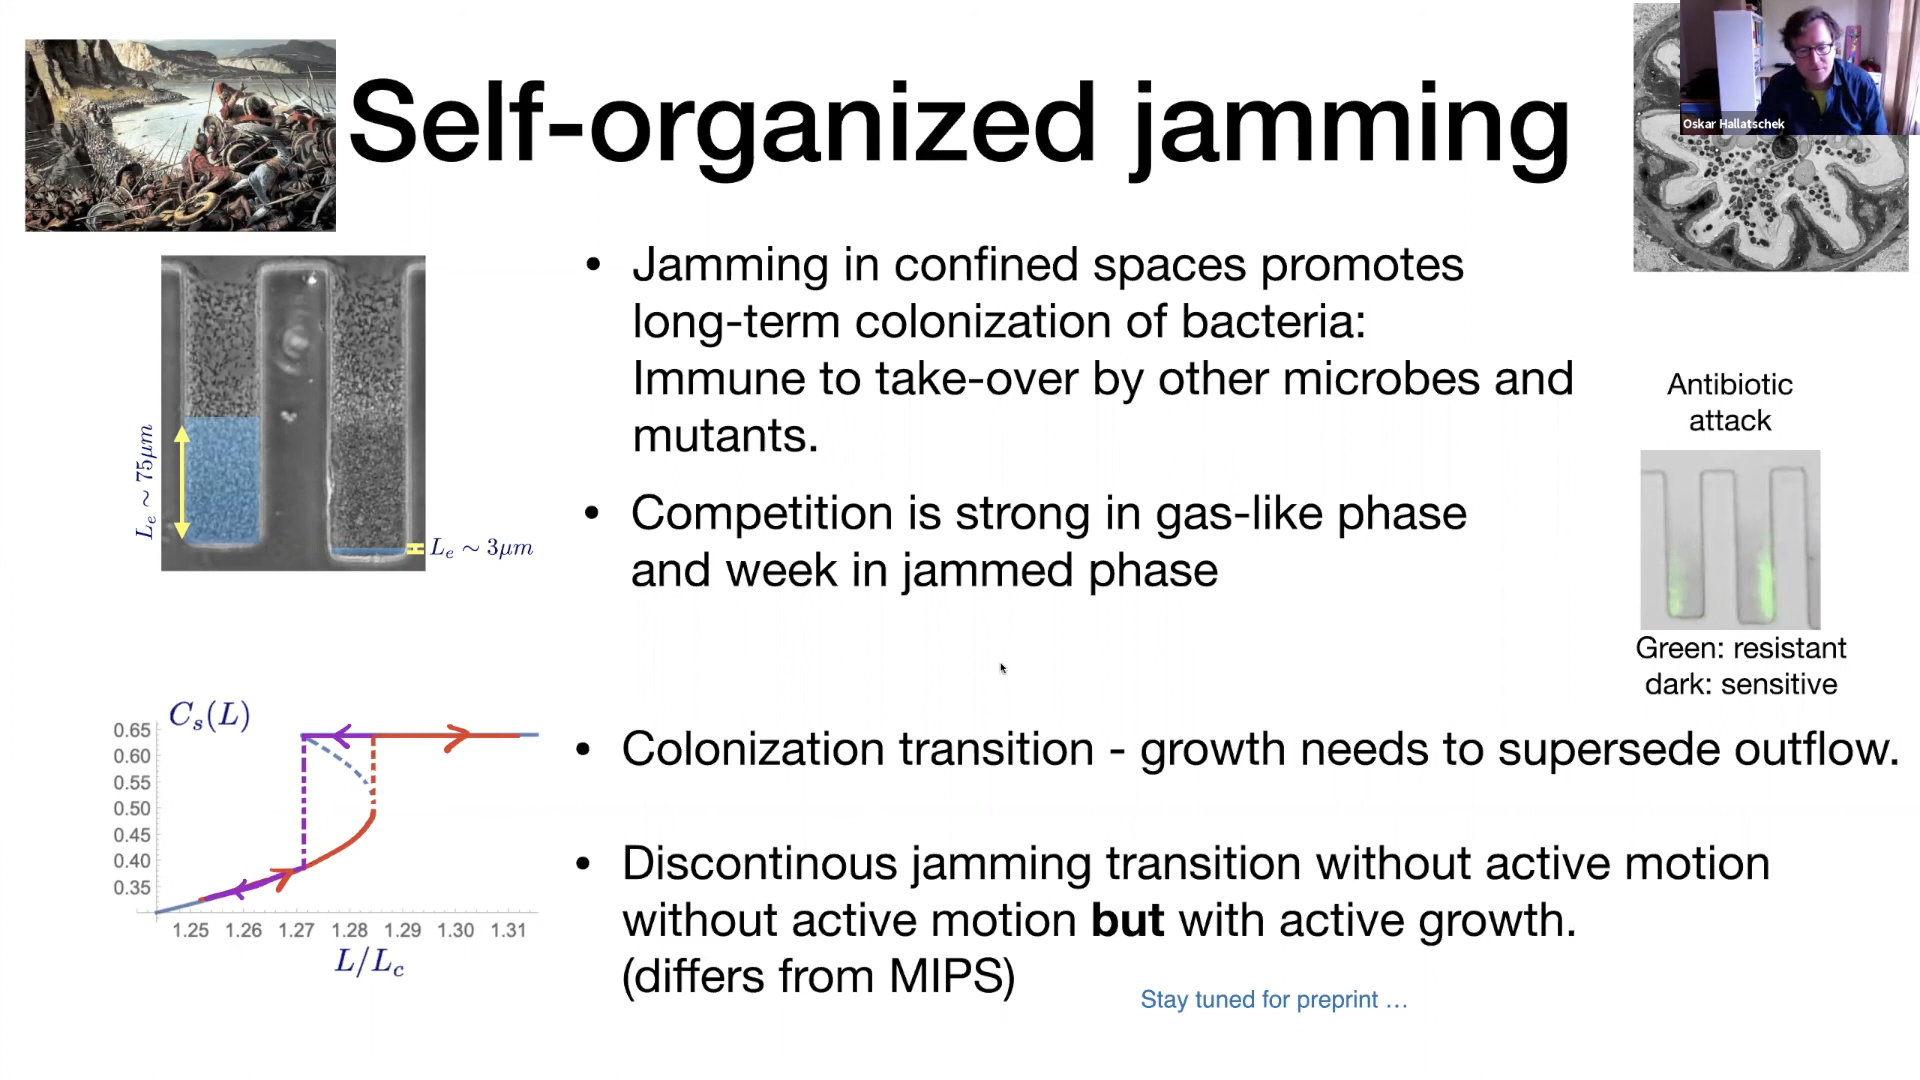 Self-organized jamming
Oskar Hallatschek
• Jamming in confined spaces promotes
long-term colonization of bacteria:
Immune to take-over by other microbes and
mutants.
• Competition is strong in gas-like phase
and week in jammed phase
L_e ∼ 75μm
L_e ∼ 3μm
Antibiotic
attack
Green: resistant
dark: sensitive
C_s(L)
0.65
0.60
0.55
0.50
0.45
0.40
0.35
1.25 1.26 1.27 1.28 1.29 1.30 1.31
L/L_c
• Colonization transition - growth needs to supersede outflow.
• Discontinous jamming transition without active motion
without active motion but with active growth.
(differs from MIPS)
Stay tuned for preprint …